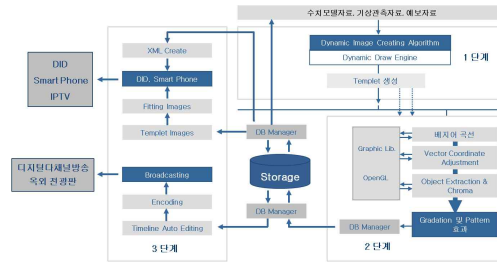 수치모델자료, 기상관측자료, 예보자료
Dynamic Image Creating Algorithm
Dynamic Draw Engine
1 단계
Templet 생성
XML Create
DID, Smart Phone
Fitting Images
Templet Images
DID
Smart Phone
IPTV
디지털다채널방송
옥외 전광판
Broadcasting
Encoding
Timeline Auto Editing
3 단계
DB Manager
Storage
DB Manager
Graphic Lib.
OpenGL
베지어 곡선
Vector Coordinate
Adjustment
Object Extraction &
Chroma
DB Manager
Gradation 및 Pattern
효과
2 단계